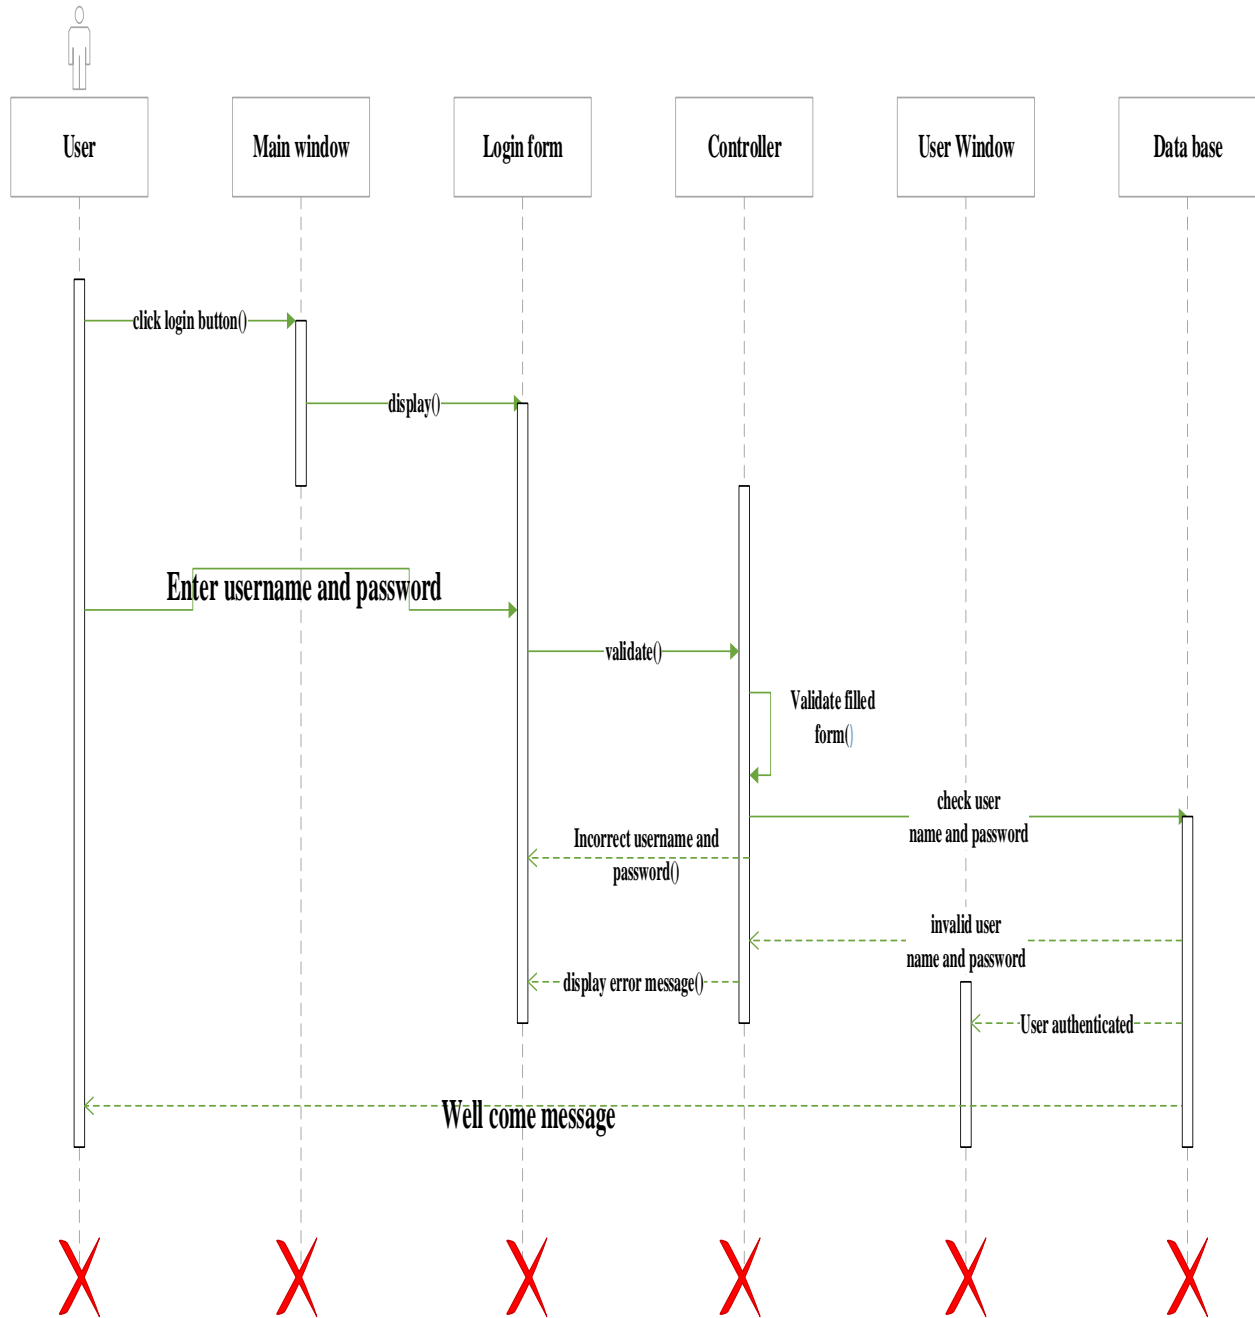 User
Main window
Login form
Controller
User Window
Data base
click login button()
display()
Enter username and password
validate()
Validate filled
form()
check user
name and password
Incorrect username and
password()
invalid user
name and password
display error message()
User authenticated
Well come message